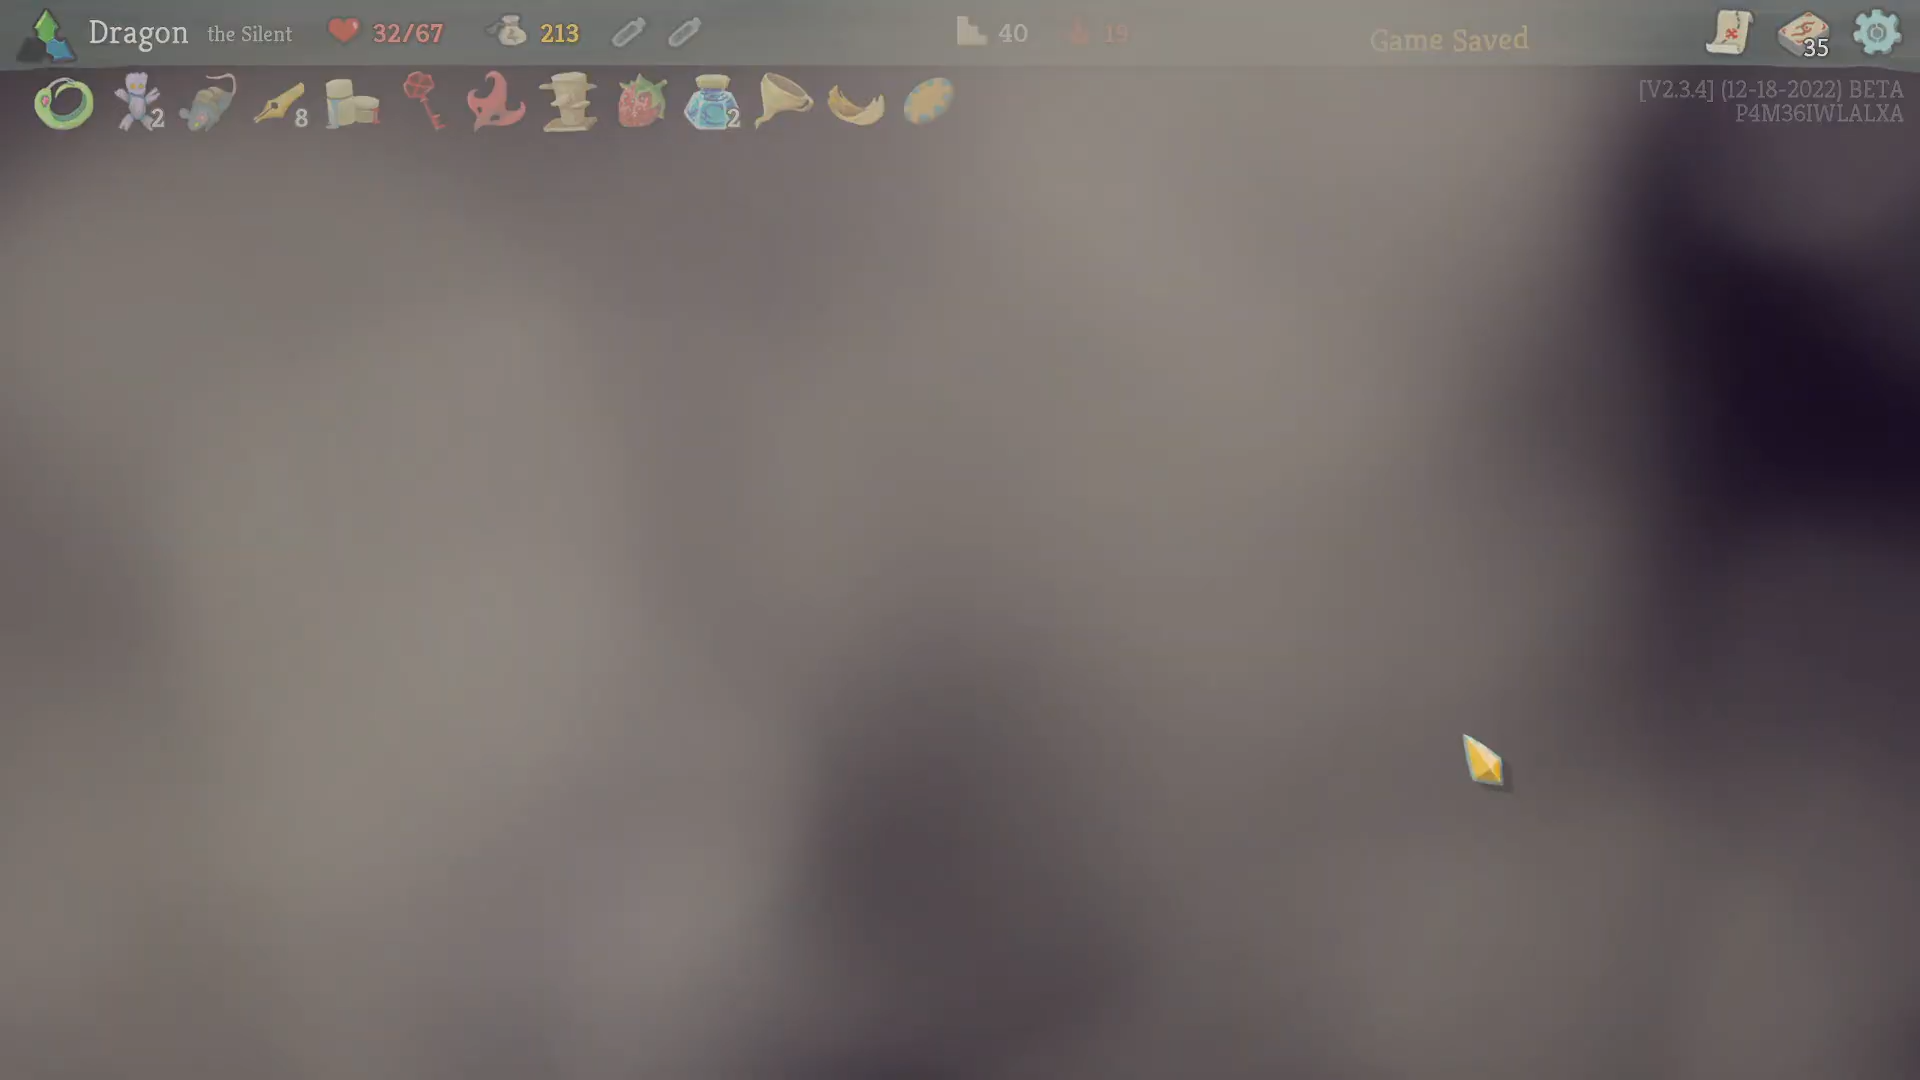 Dragon the Silent 32/67 213 40 19 Game Saved 35
2 8 2
[V2.3.4] (12-18-2022) BETA
P4M36IWLALXA